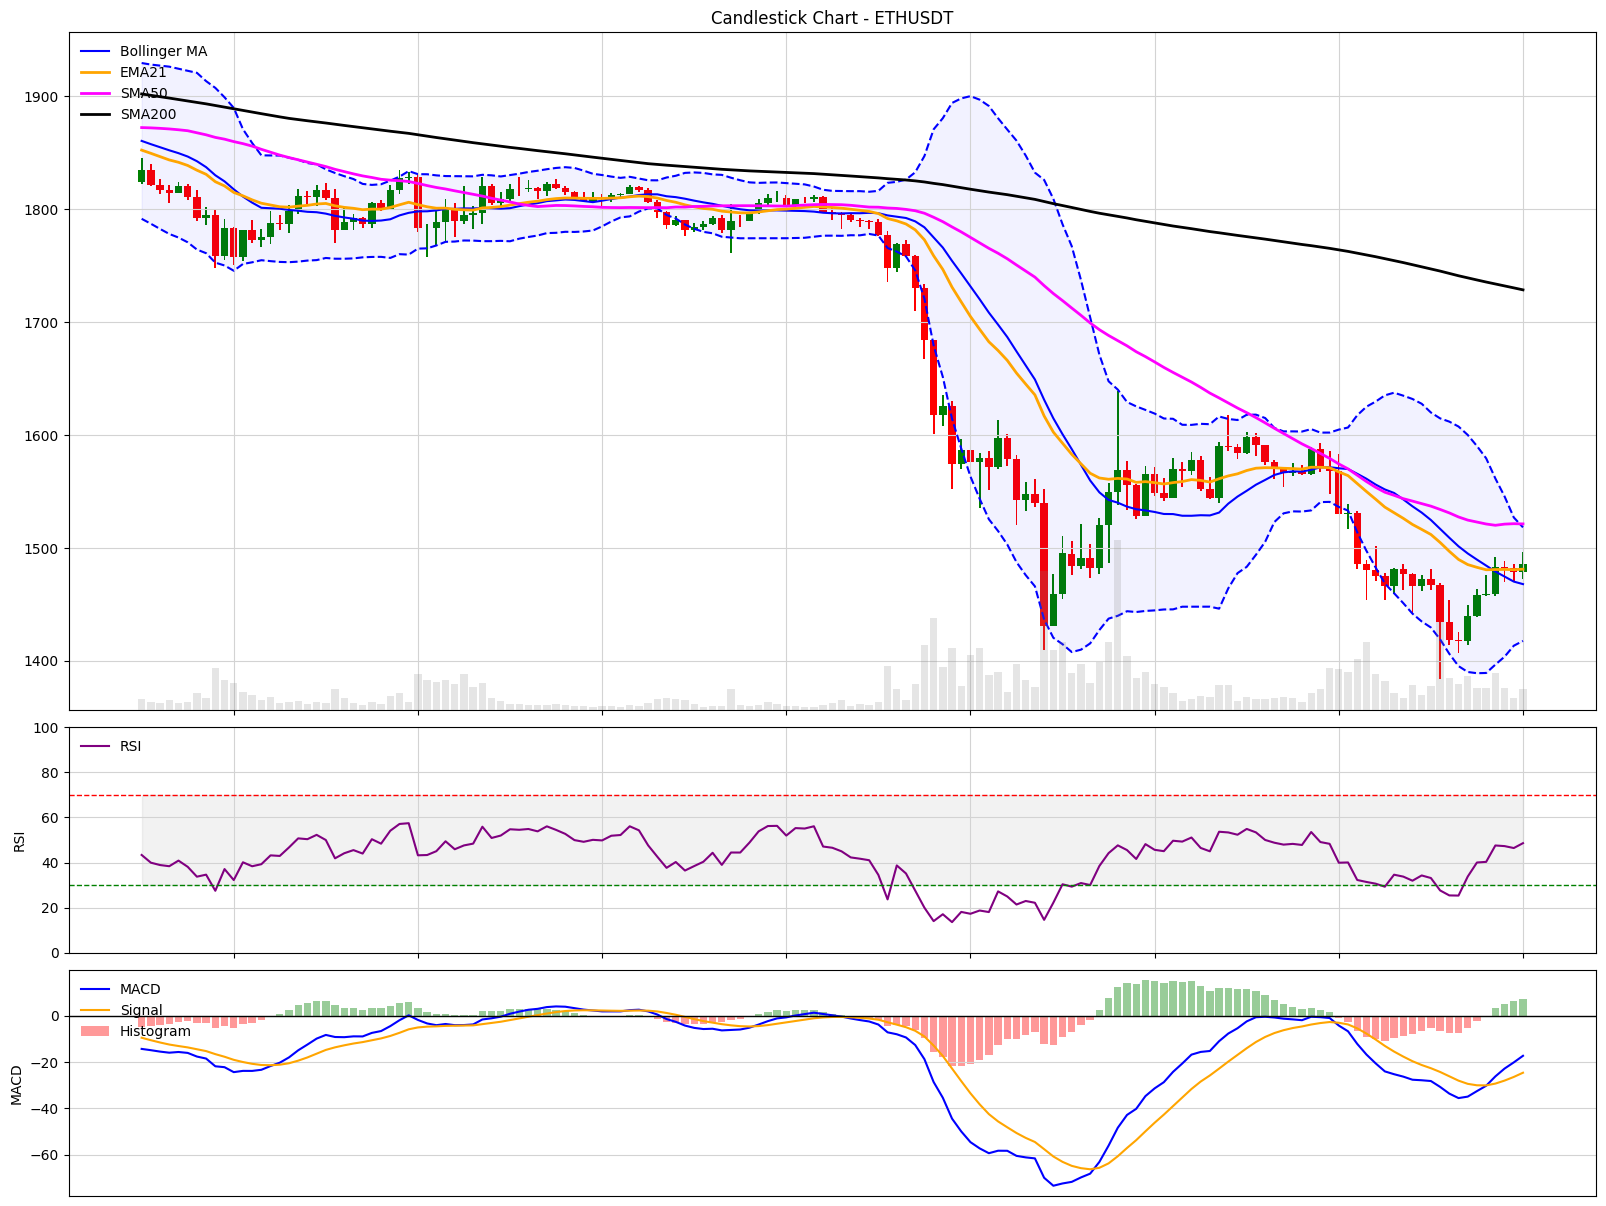 Candlestick Chart - ETHUSDT
Bollinger MA
EMA21
SMA50
SMA200
1900
1800
1700
1600
1500
1400
RSI
100
80
60
40
20
0
RSI
MACD
Signal
Histogram
0
−20
−40
−60
MACD